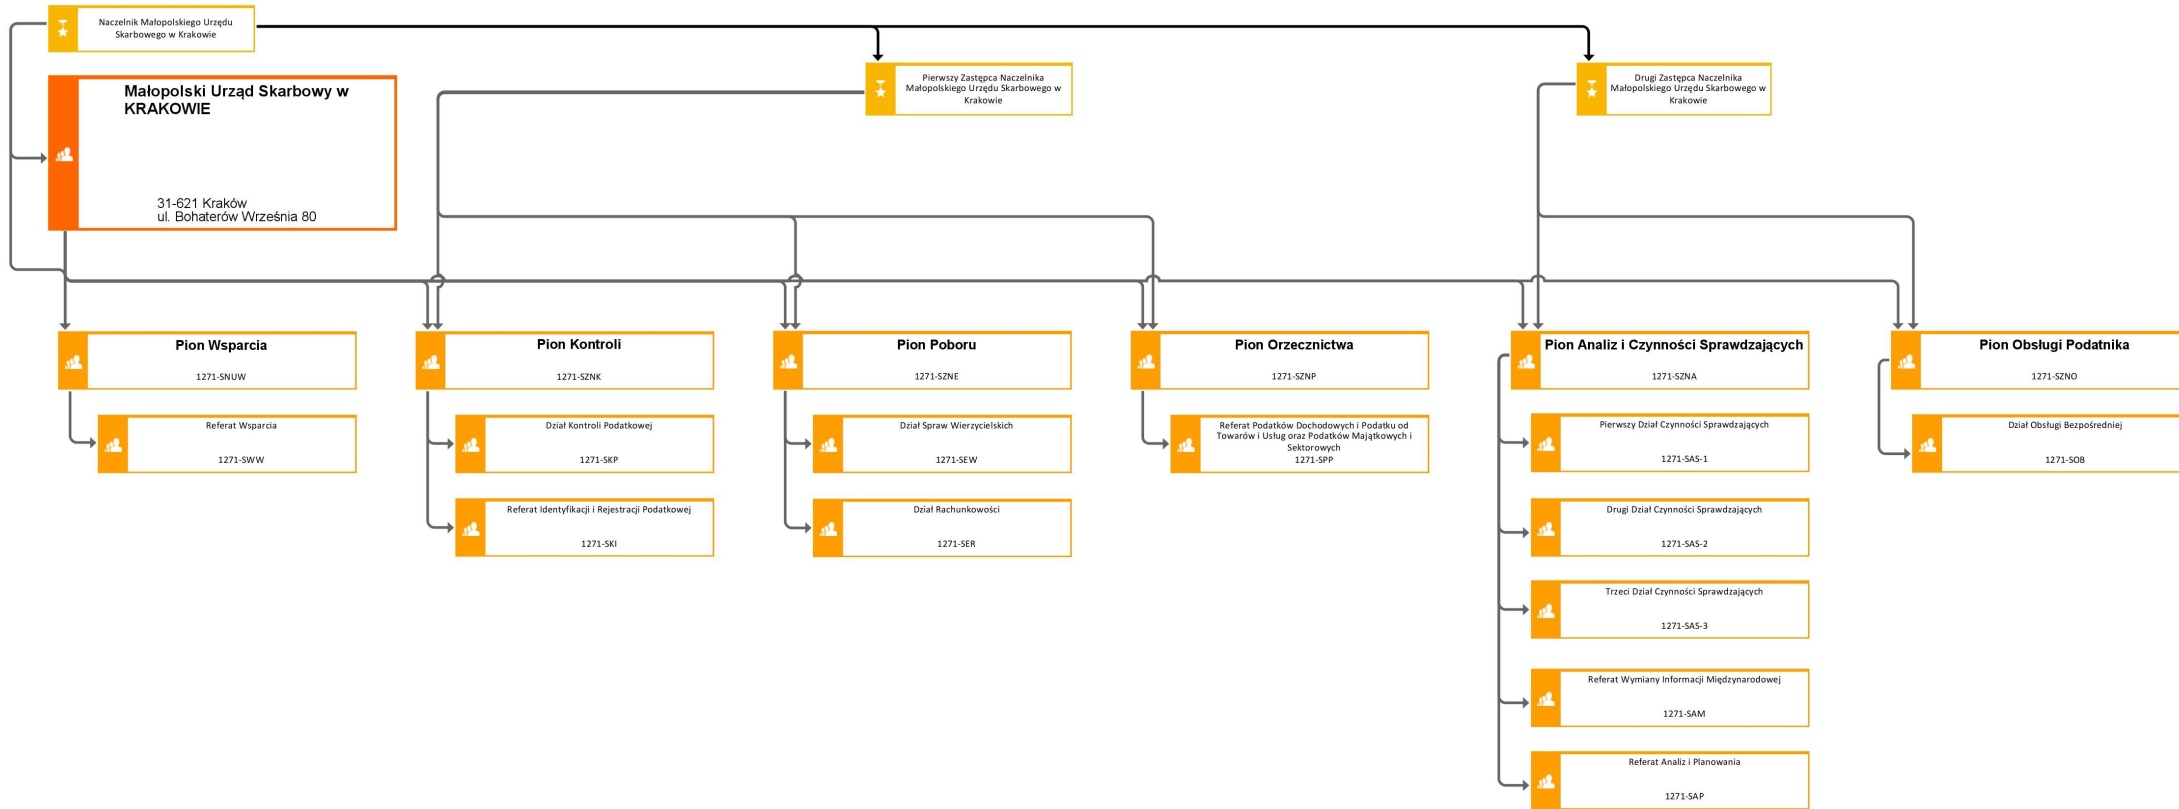 Naczelnik Małopolskiego Urzędu
Skarbowego w Krakowie
Pierwszy Zastępca Naczelnika
Małopolskiego Urzędu Skarbowego w
Krakowie
Drugi Zastępca Naczelnika
Małopolskiego Urzędu Skarbowego w
Krakowie
Małopolski Urząd Skarbowy w
KRAKOWIE
31-621 Kraków
ul. Bohaterów Września 80
Pion Wsparcia
1271-SNUW
Referat Wsparcia
1271-SWW
Pion Kontroli
1271-SZNK
Dział Kontroli Podatkowej
1271-SKP
Referat Identyfikacji i Rejestracji Podatkowej
1271-SKI
Pion Poboru
1271-SZNE
Dział Spraw Wierzycielskich
1271-SEW
Dział Rachunkowości
1271-SER
Pion Orzecznictwa
1271-SZNP
Referat Podatków Dochodowych i Podatku od
Towarów i Usług oraz Podatków Majątkowych i
Sektorowych
1271-SPP
Pion Analiz i Czynności Sprawdzających
1271-SZNA
Pierwszy Dział Czynności Sprawdzających
1271-SAS-1
Drugi Dział Czynności Sprawdzających
1271-SAS-2
Trzeci Dział Czynności Sprawdzających
1271-SAS-3
Referat Wymiany Informacji Międzynarodowej
1271-SAM
Referat Analiz i Planowania
1271-SAP
Pion Obsługi Podatnika
1271-SZNO
Dział Obsługi Bezpośredniej
1271-SOB